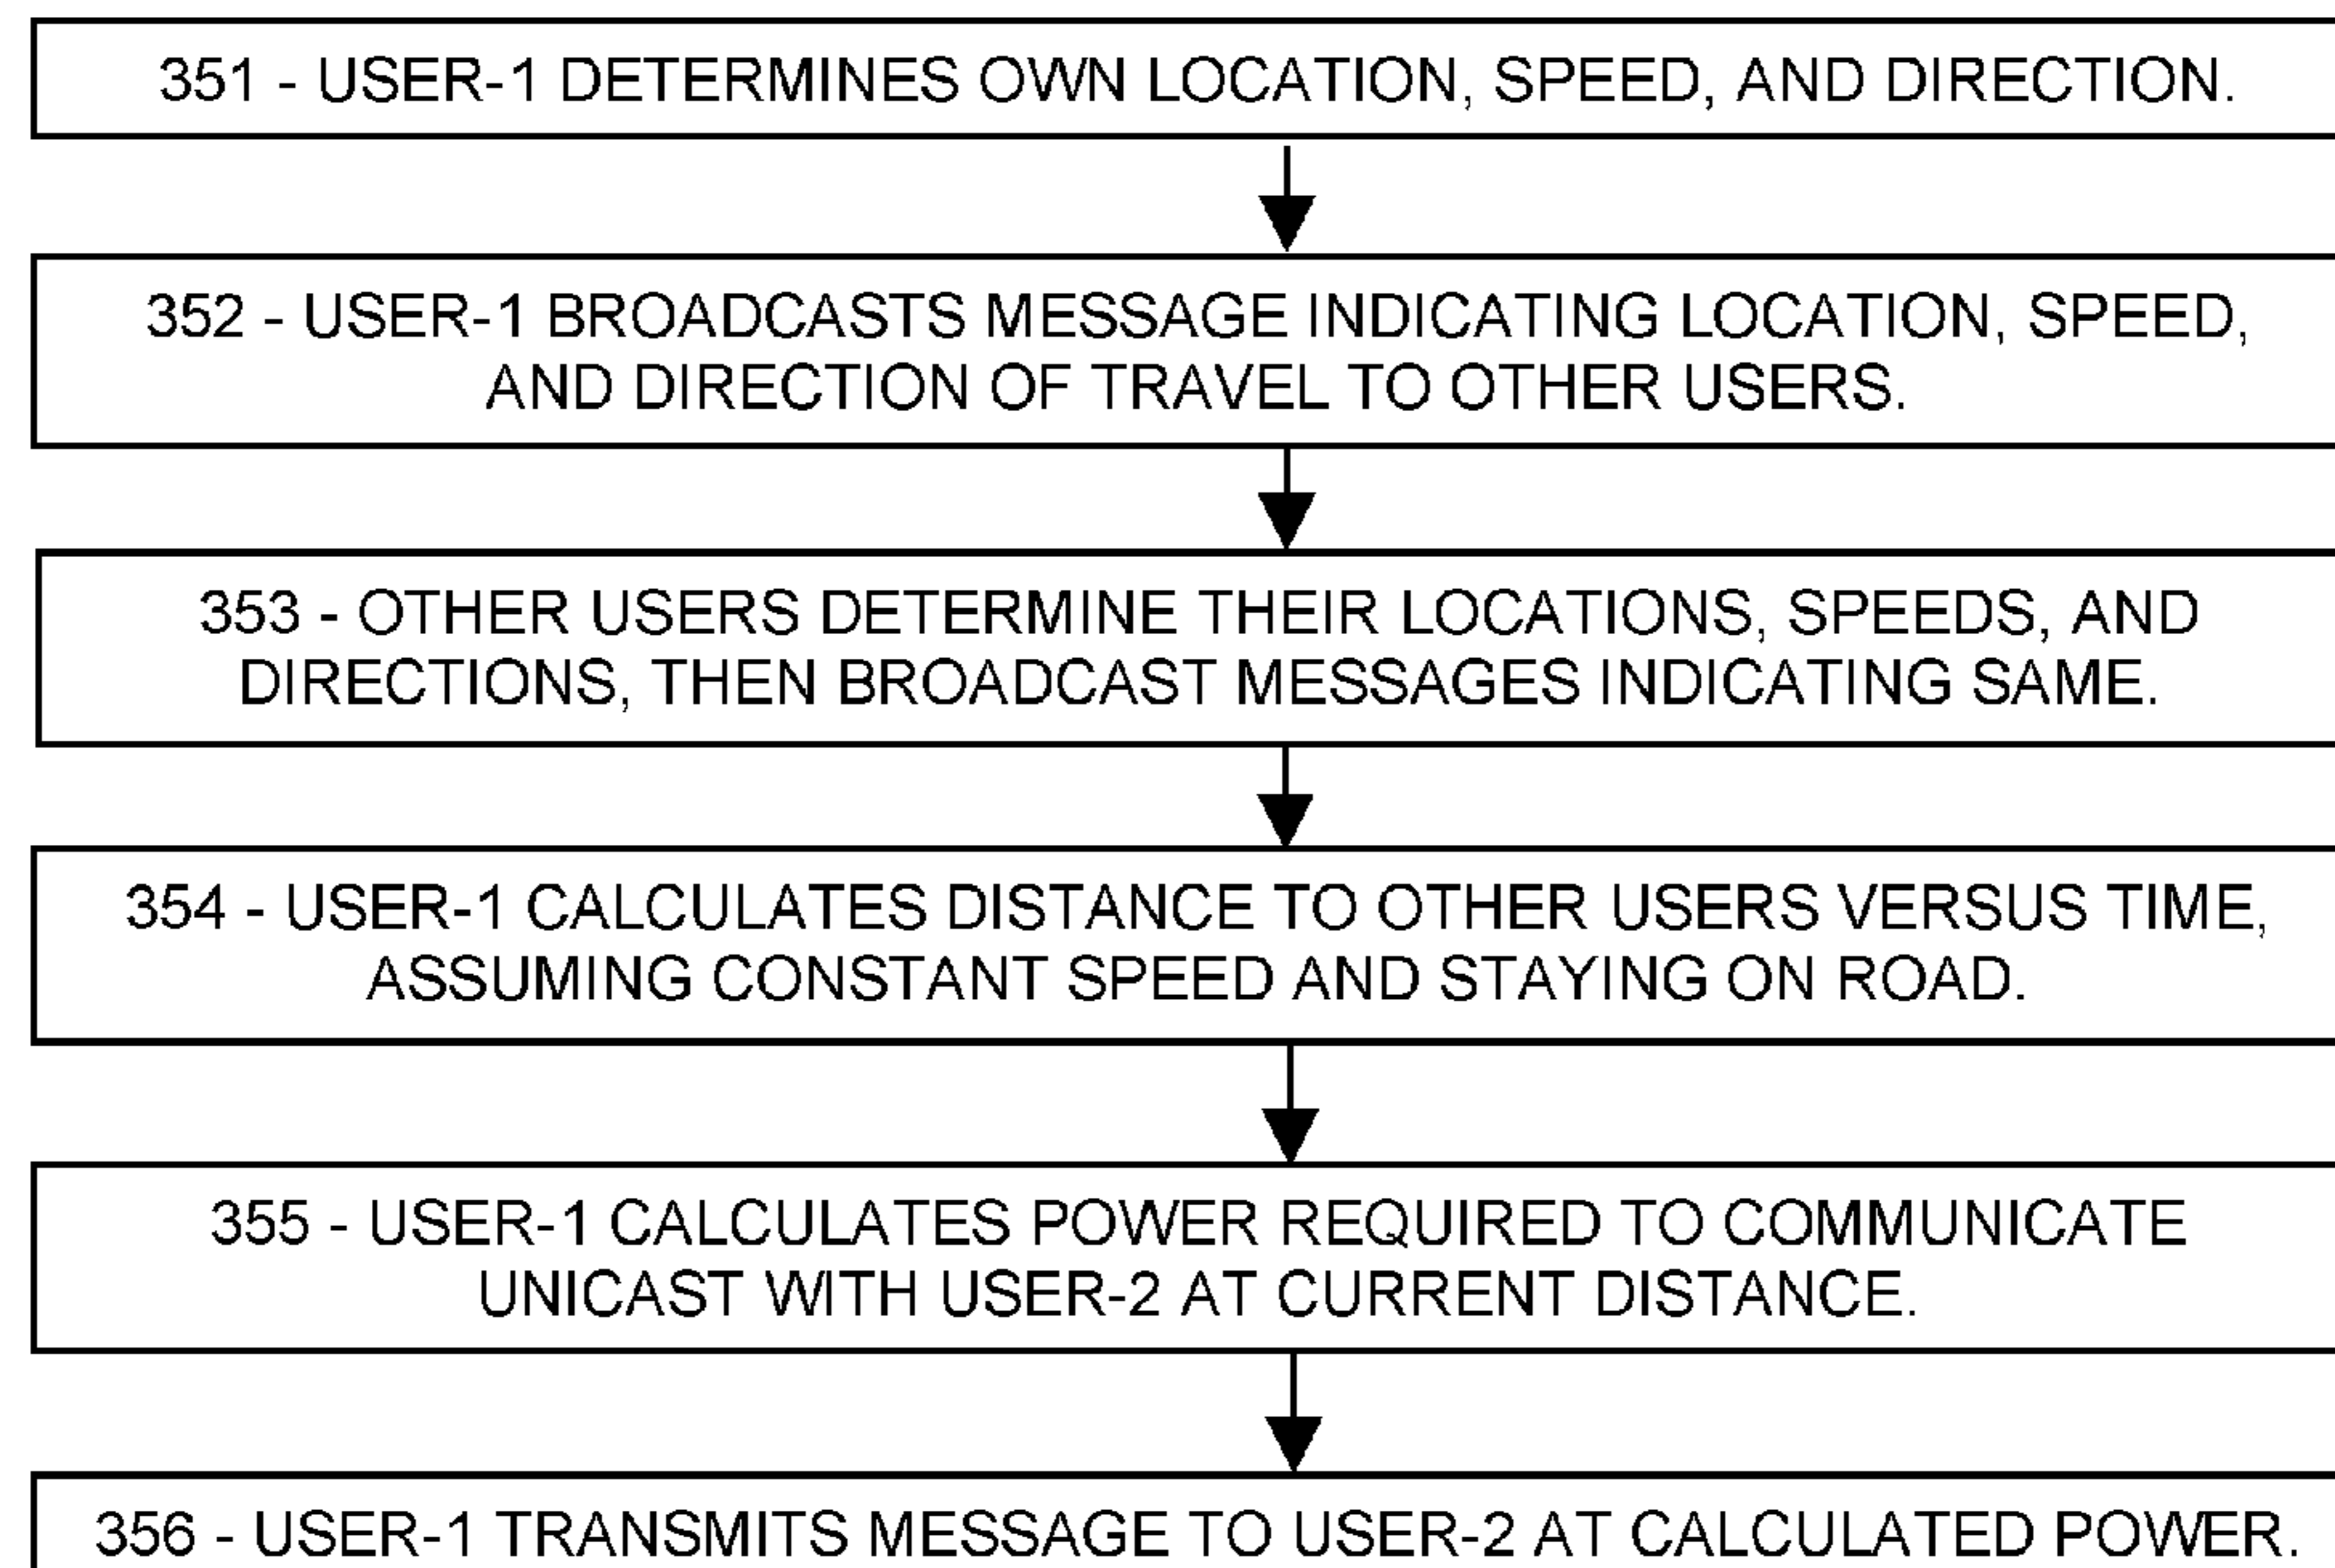 351 - USER-1 DETERMINES OWN LOCATION, SPEED, AND DIRECTION.
352 - USER-1 BROADCASTS MESSAGE INDICATING LOCATION, SPEED,
AND DIRECTION OF TRAVEL TO OTHER USERS.
353 - OTHER USERS DETERMINE THEIR LOCATIONS, SPEEDS, AND
DIRECTIONS, THEN BROADCAST MESSAGES INDICATING SAME.
354 - USER-1 CALCULATES DISTANCE TO OTHER USERS VERSUS TIME,
ASSUMING CONSTANT SPEED AND STAYING ON ROAD.
355 - USER-1 CALCULATES POWER REQUIRED TO COMMUNICATE
UNICAST WITH USER-2 AT CURRENT DISTANCE.
356 - USER-1 TRANSMITS MESSAGE TO USER-2 AT CALCULATED POWER.